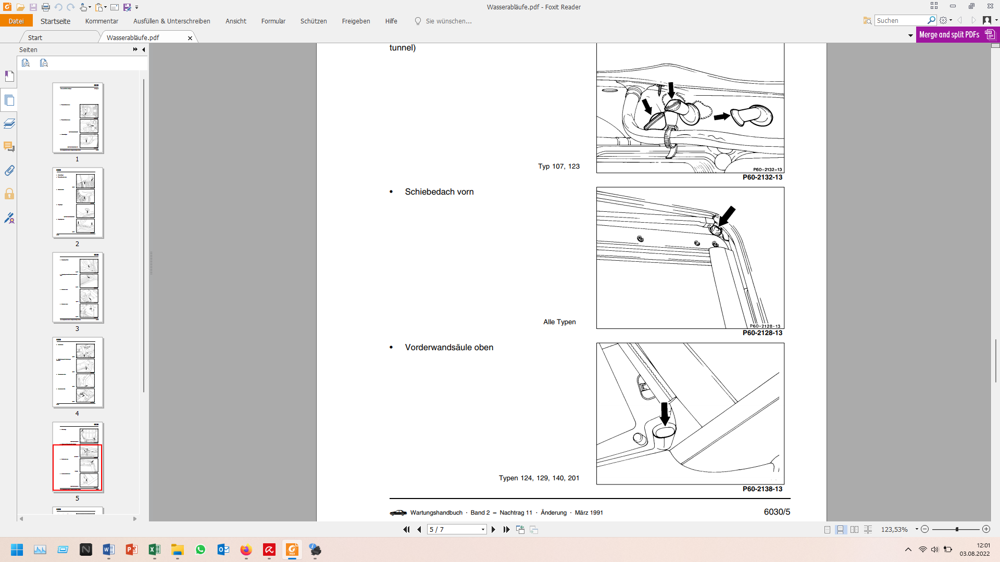 Wasserabläufe.pdf - Foxit Reader
Datei
Startseite
Kommentar
Ausfüllen & Unterschreiben
Ansicht
Formular
Schützen
Freigeben
Hilfe
Sie wünschen...
Suchen
Start
Wasserabläufe.pdf
Merge and split PDFs
Seiten
1
2
3
4
5
tunnel)
Typ 107, 123
P60-2132-13
P60-2132-13
• Schiebedach vorn
Alle Typen
P60-2128-13
P60-2128-13
• Vorderwandsäule oben
Typen 124, 129, 140, 201
P60-2138-13
Wartungshandbuch · Band 2 – Nachtrag 11 · Änderung · März 1991
6030/5
5 / 7
123,53%
12:01
03.08.2022